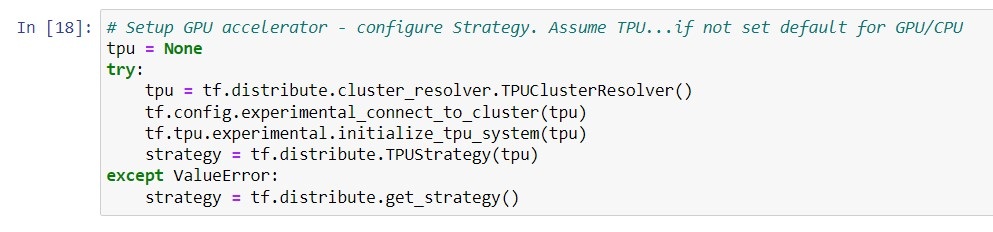 In [18]: # Setup GPU accelerator - configure Strategy. Assume TPU...if not set default for GPU/CPU
tpu = None
try:
    tpu = tf.distribute.cluster_resolver.TPUClusterResolver()
    tf.config.experimental_connect_to_cluster(tpu)
    tf.tpu.experimental.initialize_tpu_system(tpu)
    strategy = tf.distribute.TPUStrategy(tpu)
except ValueError:
    strategy = tf.distribute.get_strategy()